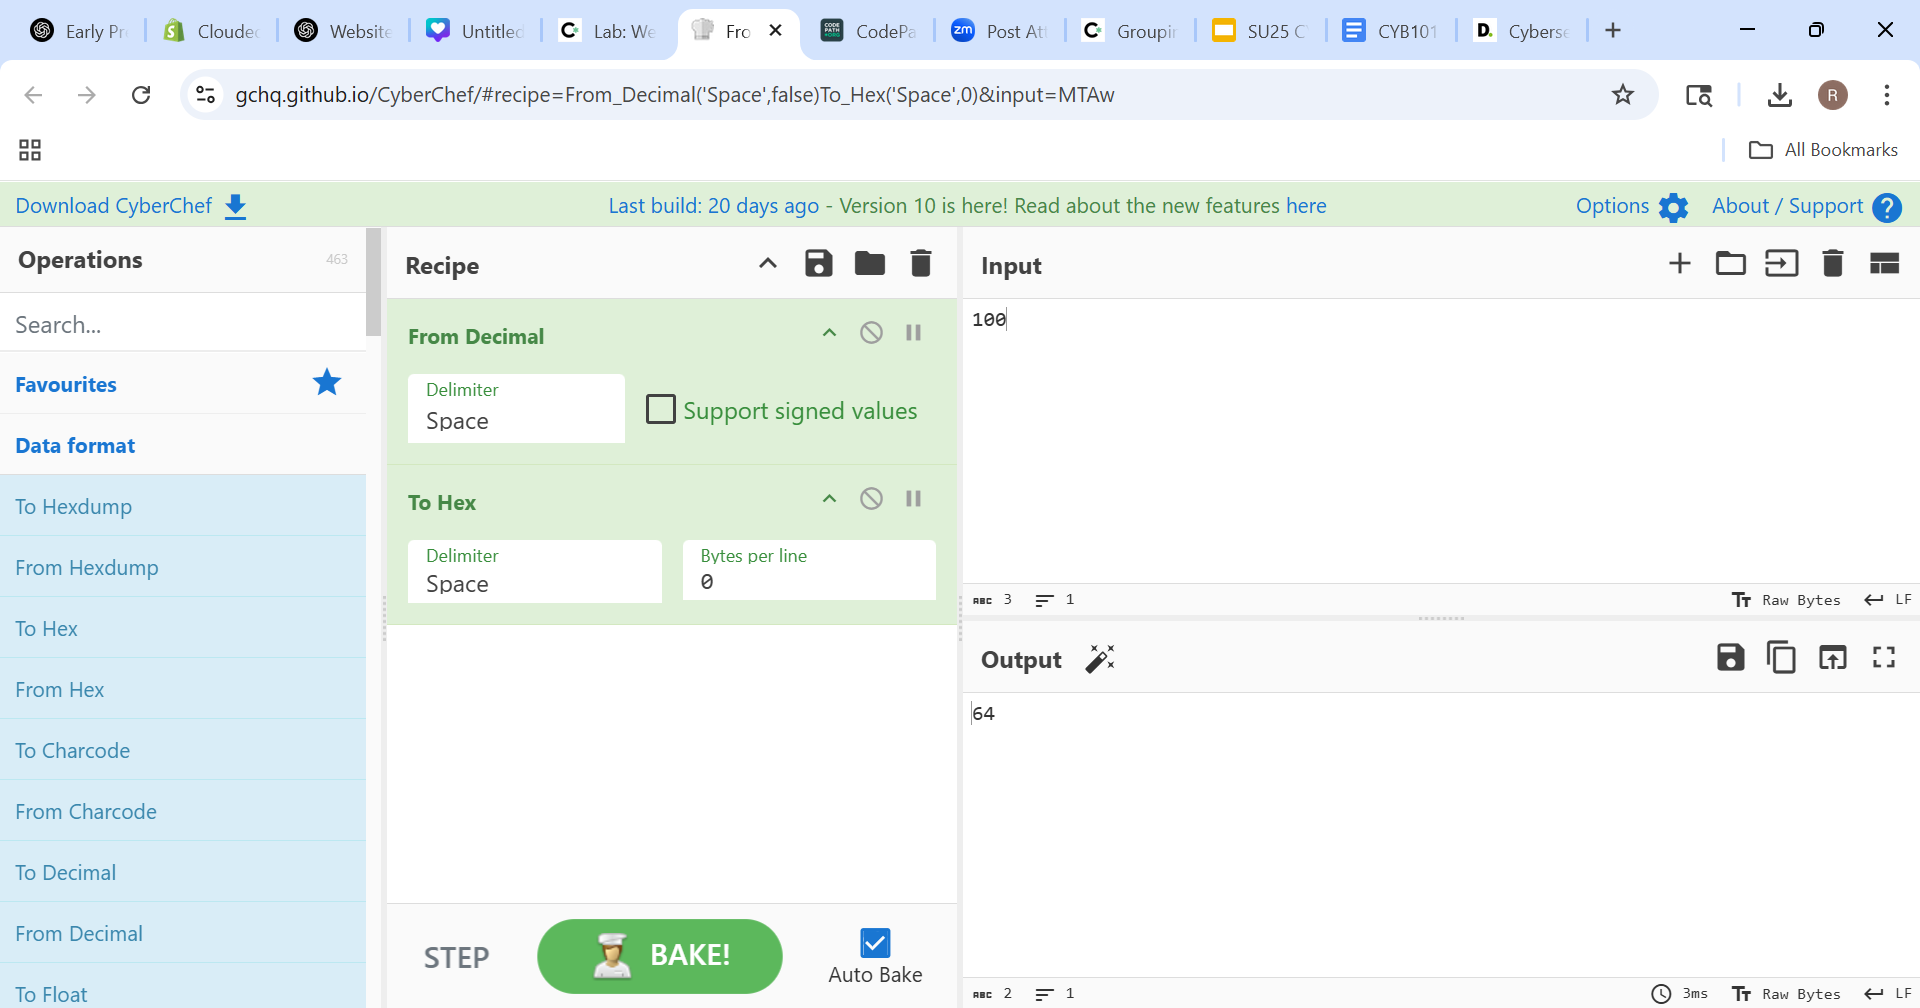 Early Pr
Clouded
Website
Untitled
Lab: We
Fro
CodePa
Post Att
Groupin
SU25 C
CYB101
Cyberse
gchq.github.io/CyberChef/#recipe=From_Decimal('Space',false)To_Hex('Space',0)&input=MTAw
R
All Bookmarks
Download CyberChef
Last build: 20 days ago - Version 10 is here! Read about the new features here
Options
About / Support
Operations
463
Search...
Favourites
Data format
To Hexdump
From Hexdump
To Hex
From Hex
To Charcode
From Charcode
To Decimal
From Decimal
To Float
Recipe
From Decimal
Delimiter
Space
Support signed values
To Hex
Delimiter
Space
Bytes per line
0
STEP
BAKE!
Auto Bake
Input
100
ABC 3
1
Tт Raw Bytes
LF
Output
64
ABC 2
1
3ms
Tт Raw Bytes
LF